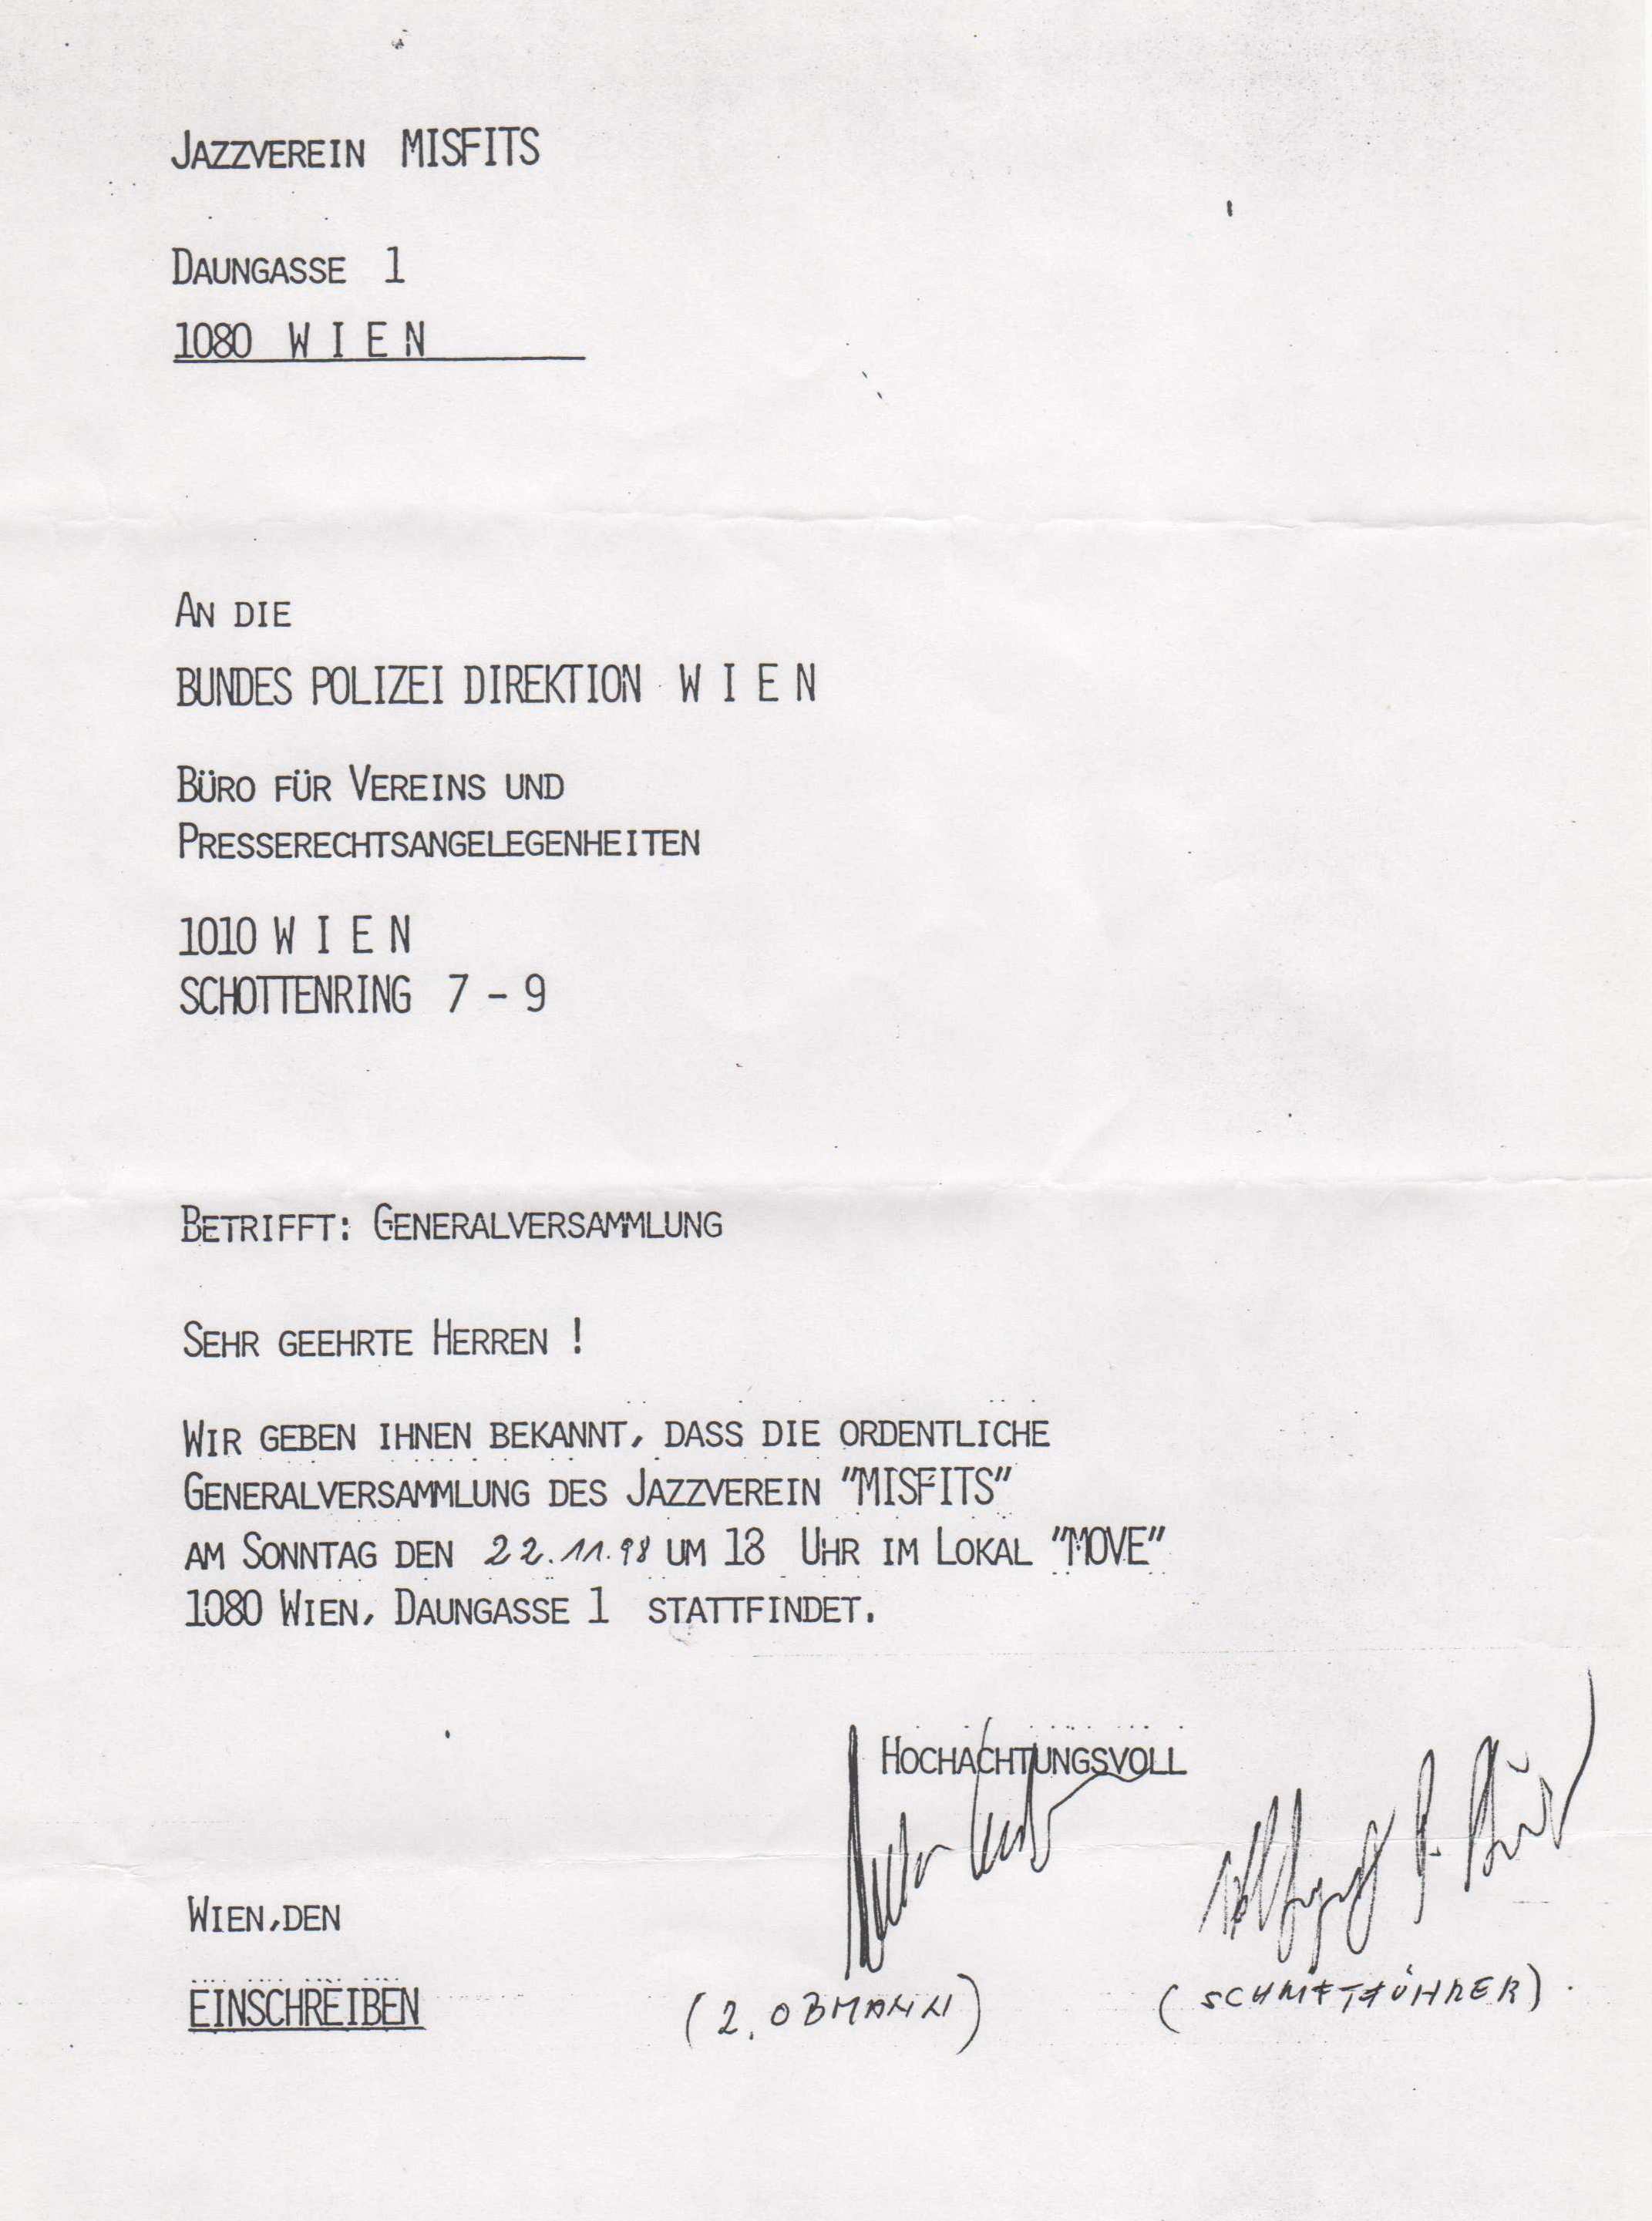 JAZZVEREIN MISFITS
DAUNGASSE 1
1080 W I E N
AN DIE
BUNDES POLIZEI DIREKTION W I E N
BÜRO FÜR VEREINS UND
PRESSERECHTSANGELEGENHEITEN
1010 W I E N
SCHOTTENRING 7 - 9
BETRIFFT: GENERALVERSAMMLUNG
SEHR GEEHRTE HERREN !
WIR GEBEN IHNEN BEKANNT, DASS DIE ORDENTLICHE
GENERALVERSAMMLUNG DES JAZZVEREIN "MISFITS"
AM SONNTAG DEN 22.11.98 UM 18 UHR IM LOKAL "MOVE"
1080 WIEN, DAUNGASSE 1 STATTFINDET.
HOCHACHTUNGSVOLL
WIEN,DEN
EINSCHREIBEN
(2. OBMANN) (SCHRIFTFÜHRER).